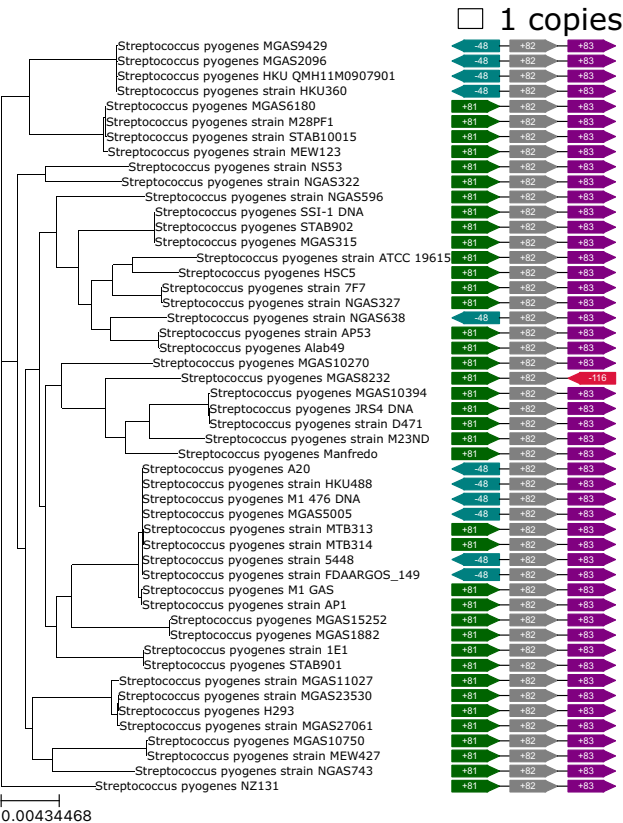 1 copies
Streptococcus pyogenes MGAS9429 -48 +82 +83
Streptococcus pyogenes MGAS2096 -48 +82 +83
Streptococcus pyogenes HKU QMH11M0907901 -48 +82 +83
Streptococcus pyogenes strain HKU360 -48 +82 +83
Streptococcus pyogenes MGAS6180 +81 +82 +83
Streptococcus pyogenes strain M28PF1 +81 +82 +83
Streptococcus pyogenes strain STAB10015 +81 +82 +83
Streptococcus pyogenes strain MEW123 +81 +82 +83
Streptococcus pyogenes strain NS53 +81 +82 +83
Streptococcus pyogenes strain NGAS322 +81 +82 +83
Streptococcus pyogenes strain NGAS596 +81 +82 +83
Streptococcus pyogenes SSI-1 DNA +81 +82 +83
Streptococcus pyogenes STAB902 +81 +82 +83
Streptococcus pyogenes MGAS315 +81 +82 +83
Streptococcus pyogenes strain ATCC 19615 +81 +82 +83
Streptococcus pyogenes HSC5 +81 +82 +83
Streptococcus pyogenes strain 7F7 +81 +82 +83
Streptococcus pyogenes strain NGAS327 +81 +82 +83
Streptococcus pyogenes strain NGAS638 -48 +82 +83
Streptococcus pyogenes strain AP53 +81 +82 +83
Streptococcus pyogenes Alab49 +81 +82 +83
Streptococcus pyogenes MGAS10270 +81 +82 +83
Streptococcus pyogenes MGAS8232 +81 +82 -116
Streptococcus pyogenes MGAS10394 +81 +82 +83
Streptococcus pyogenes JRS4 DNA +81 +82 +83
Streptococcus pyogenes strain D471 +81 +82 +83
Streptococcus pyogenes strain M23ND +81 +82 +83
Streptococcus pyogenes Manfredo +81 +82 +83
Streptococcus pyogenes A20 -48 +82 +83
Streptococcus pyogenes strain HKU488 -48 +82 +83
Streptococcus pyogenes M1 476 DNA -48 +82 +83
Streptococcus pyogenes MGAS5005 -48 +82 +83
Streptococcus pyogenes strain MTB313 +81 +82 +83
Streptococcus pyogenes strain MTB314 +81 +82 +83
Streptococcus pyogenes strain 5448 -48 +82 +83
Streptococcus pyogenes strain FDAARGOS_149 -48 +82 +83
Streptococcus pyogenes M1 GAS +81 +82 +83
Streptococcus pyogenes strain AP1 +81 +82 +83
Streptococcus pyogenes MGAS15252 +81 +82 +83
Streptococcus pyogenes MGAS1882 +81 +82 +83
Streptococcus pyogenes strain 1E1 +81 +82 +83
Streptococcus pyogenes STAB901 +81 +82 +83
Streptococcus pyogenes strain MGAS11027 +81 +82 +83
Streptococcus pyogenes strain MGAS23530 +81 +82 +83
Streptococcus pyogenes H293 +81 +82 +83
Streptococcus pyogenes strain MGAS27061 +81 +82 +83
Streptococcus pyogenes MGAS10750 +81 +82 +83
Streptococcus pyogenes strain MEW427 +81 +82 +83
Streptococcus pyogenes strain NGAS743 +81 +82 +83
Streptococcus pyogenes NZ131 +81 +82 +83
0.00434468